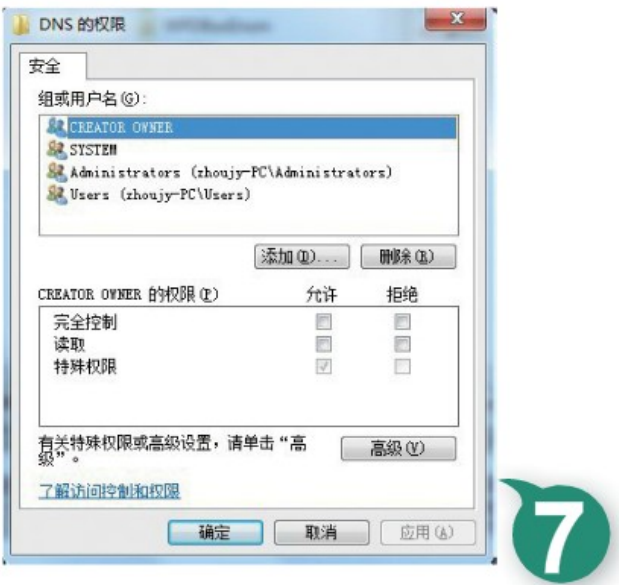 DNS 的权限
安全
组或用户名(G):
CREATOR OWNER
SYSTEM
Administrators (zhoujy-PC\Administrators)
Users (zhoujy-PC\Users)
添加(D)... 删除(R)
CREATOR OWNER 的权限(P) 允许 拒绝
完全控制
读取
特殊权限
有关特殊权限或高级设置，请单击“高
级”。
高级(V)
了解访问控制和权限
确定 取消 应用(A)
7